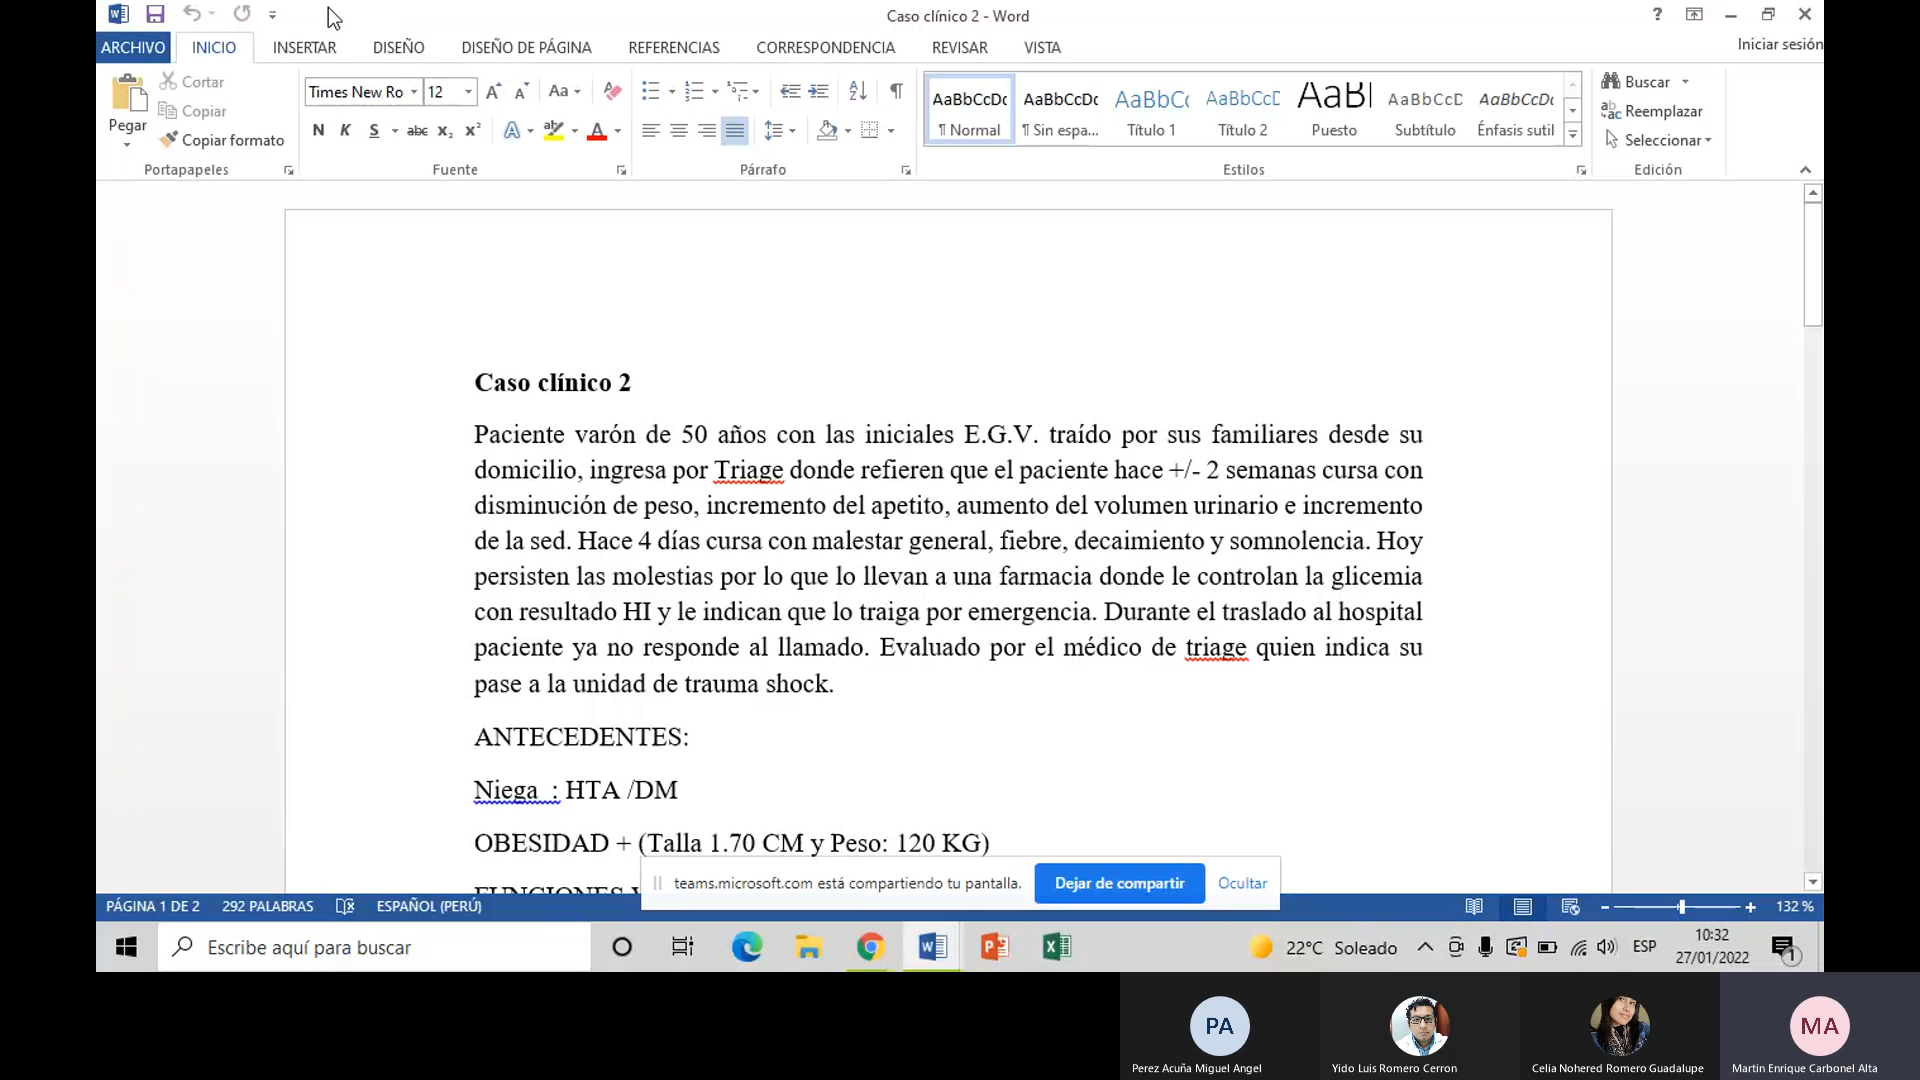 Caso clínico 2 - Word
ARCHIVO INICIO INSERTAR DISEÑO DISEÑO DE PÁGINA REFERENCIAS CORRESPONDENCIA REVISAR VISTA
Iniciar sesión
Pegar
Cortar
Copiar
Copiar formato
Portapapeles
Times New Ro 12
Fuente
Párrafo
AaBbCcDc AaBbCcDc AaBbCc AaBbCcD AaBl AaBbCcD AaBbCcDc
¶ Normal ¶ Sin espa... Título 1 Título 2 Puesto Subtítulo Énfasis sutil
Estilos
Buscar
Reemplazar
Seleccionar
Edición
Caso clínico 2
Paciente varón de 50 años con las iniciales E.G.V. traído por sus familiares desde su
domicilio, ingresa por Triage donde refieren que el paciente hace +/- 2 semanas cursa con
disminución de peso, incremento del apetito, aumento del volumen urinario e incremento
de la sed. Hace 4 días cursa con malestar general, fiebre, decaimiento y somnolencia. Hoy
persisten las molestias por lo que lo llevan a una farmacia donde le controlan la glicemia
con resultado HI y le indican que lo traiga por emergencia. Durante el traslado al hospital
paciente ya no responde al llamado. Evaluado por el médico de triage quien indica su
pase a la unidad de trauma shock.
ANTECEDENTES:
Niega : HTA /DM
OBESIDAD + (Talla 1.70 CM y Peso: 120 KG)
teams.microsoft.com está compartiendo tu pantalla. Dejar de compartir Ocultar
PÁGINA 1 DE 2 292 PALABRAS ESPAÑOL (PERÚ) 132 %
Escribe aquí para buscar
22°C Soleado
ESP
10:32
27/01/2022
1
PA
MA
Perez Acuña Miguel Angel
Yido Luis Romero Cerron
Celia Nohered Romero Guadalupe
Martin Enrique Carbonel Alta